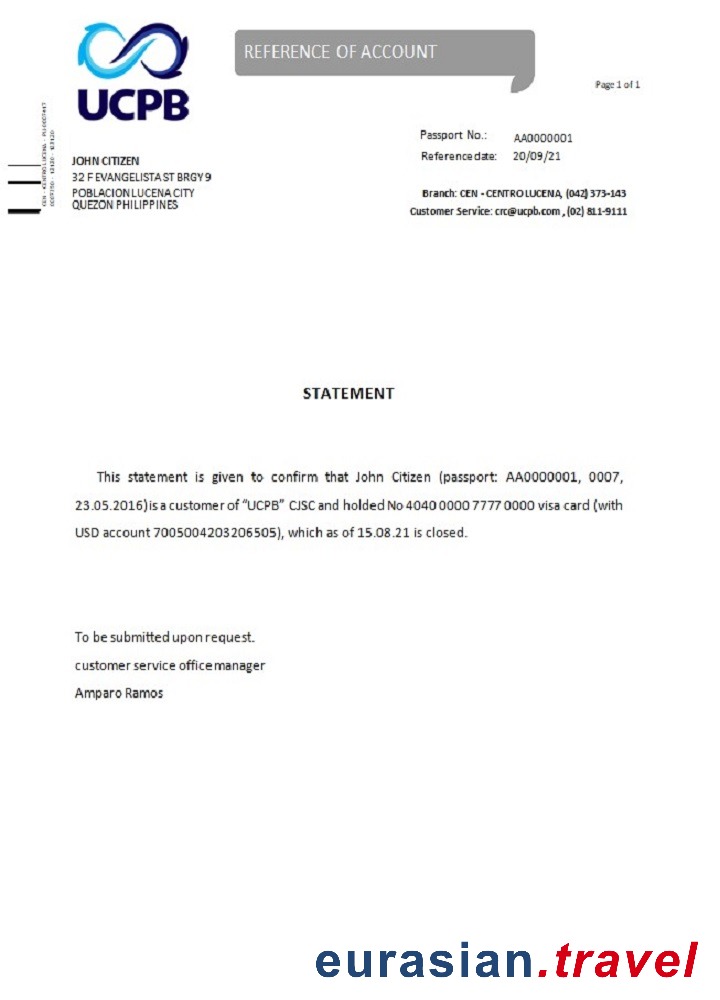 REFERENCE OF ACCOUNT
UCPB
Page 1 of 1
Passport No.: AA0000001
Reference date: 20/09/21
JOHN CITIZEN
32 F EVANGELISTA ST BRGY 9
POBLACION LUCENA CITY
QUEZON PHILIPPINES
Branch: CEN - CENTRO LUCENA, (042) 373-143
Customer Service: crc@ucpb.com , (02) 811-9111
STATEMENT
This statement is given to confirm that John Citizen (passport: AA0000001, 0007,
23.05.2016) is a customer of “UCPB” CJSC and holded No 4040 0000 7777 0000 visa card (with
USD account 7005004203206505), which as of 15.08.21 is closed.
To be submitted upon request.
customer service office manager
Amparo Ramos
eurasian.travel